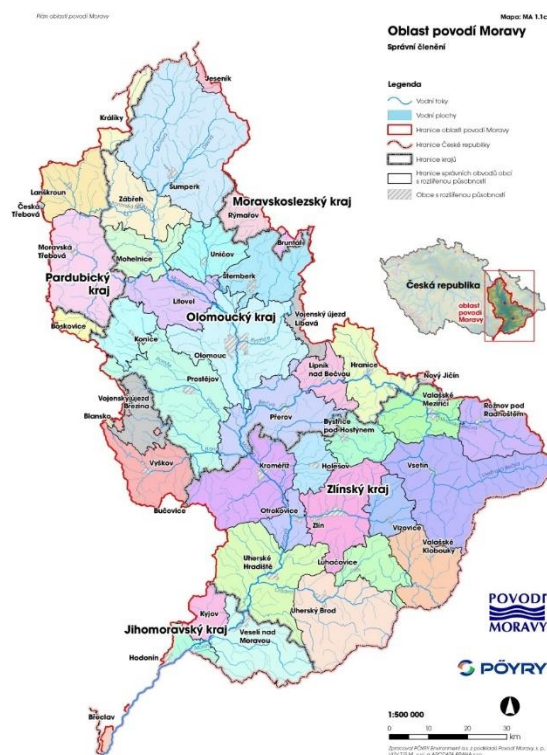 Plán oblasti povodí Moravy
Mapa: MA 1.1c
Oblast povodí Moravy
Správní členění
Legenda
Vodní toky
Vodní plochy
Hranice oblasti povodí Moravy
Hranice České republiky
Hranice krajů
Hranice správních obvodů obcí
s rozšířenou působností
Obce s rozšířenou působností
Jeseník
Králíky
Šumperk
Lanškroun
Zábřeh
Česká
Třebová
Moravskoslezský kraj
Rýmařov
Moravská
Třebová
Mohelnice
Uničov
Bruntál
Šternberk
Pardubický
kraj
Litovel
Česká republika
oblast
povodí
Moravy
Olomoucký kraj
Vojenský újezd
Libavá
Boskovice
Konice
Olomouc
Prostějov
Lipník
nad Bečvou
Hranice
Nový Jičín
Valašské
Meziříčí
Rožnov pod
Radhoštěm
Vojenský újezd
Březina
Blansko
Přerov
Bystřice
pod Hostýnem
Vyškov
Kroměříž
Holešov
Vsetín
Bučovice
Otrokovice
Zlínský kraj
Zlín
Vizovice
Valašské
Klobouky
Uherské
Hradiště
Luhačovice
Kyjov
Uherský Brod
Jihomoravský kraj
Veselí nad
Moravou
Hodonín
Břeclav
POVODÍ
MORAVY
PÖYRY
1:500 000
0 10 20 30
km